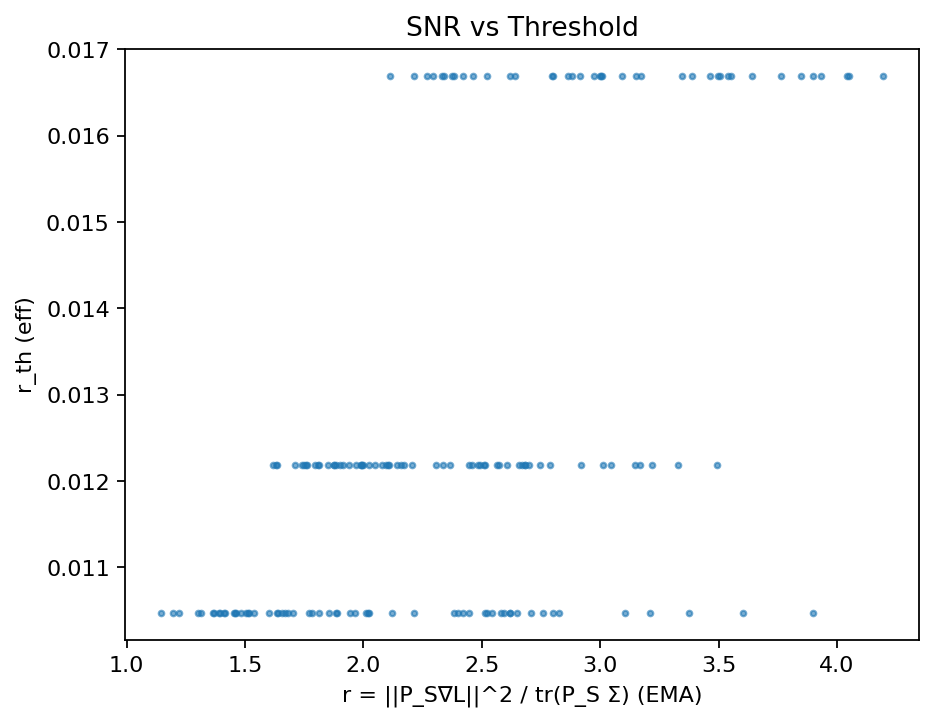 SNR vs Threshold
0.017
0.016
0.015
0.014
0.013
0.012
0.011
r_th (eff)
1.0 1.5 2.0 2.5 3.0 3.5 4.0
r = ||P_S∇L||^2 / tr(P_S Σ) (EMA)